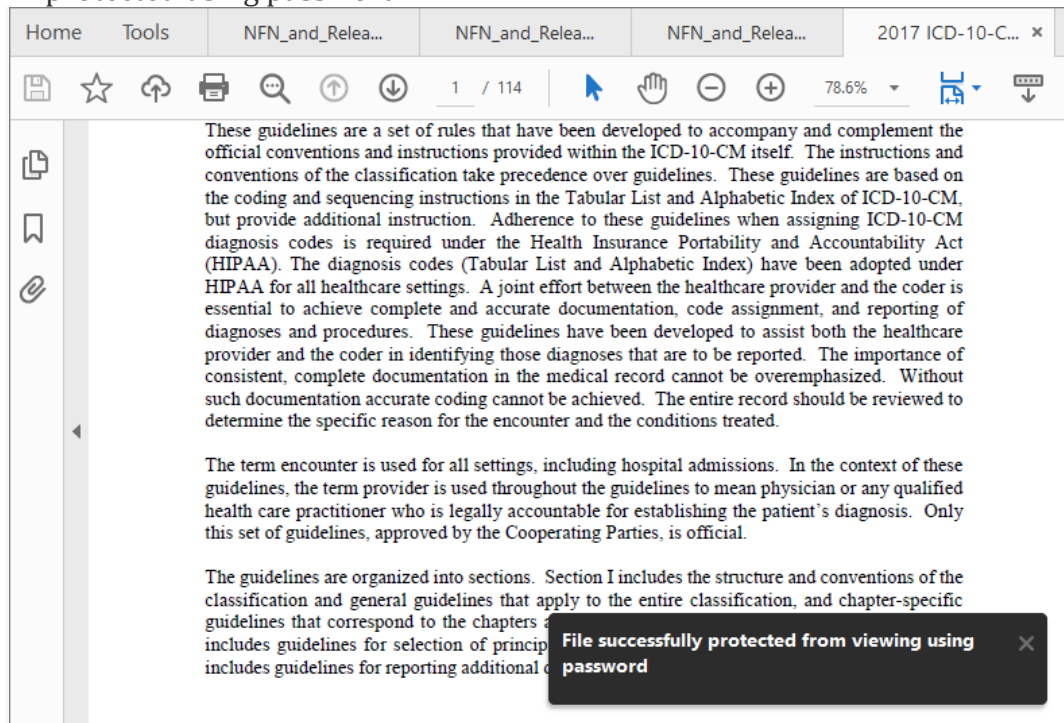 protected using password
Home Tools NFN_and_Relea... NFN_and_Relea... NFN_and_Relea... 2017 ICD-10-C... ×
1 / 114 78.6%
These guidelines are a set of rules that have been developed to accompany and complement the
official conventions and instructions provided within the ICD-10-CM itself. The instructions and
conventions of the classification take precedence over guidelines. These guidelines are based on
the coding and sequencing instructions in the Tabular List and Alphabetic Index of ICD-10-CM,
but provide additional instruction. Adherence to these guidelines when assigning ICD-10-CM
diagnosis codes is required under the Health Insurance Portability and Accountability Act
(HIPAA). The diagnosis codes (Tabular List and Alphabetic Index) have been adopted under
HIPAA for all healthcare settings. A joint effort between the healthcare provider and the coder is
essential to achieve complete and accurate documentation, code assignment, and reporting of
diagnoses and procedures. These guidelines have been developed to assist both the healthcare
provider and the coder in identifying those diagnoses that are to be reported. The importance of
consistent, complete documentation in the medical record cannot be overemphasized. Without
such documentation accurate coding cannot be achieved. The entire record should be reviewed to
determine the specific reason for the encounter and the conditions treated.
The term encounter is used for all settings, including hospital admissions. In the context of these
guidelines, the term provider is used throughout the guidelines to mean physician or any qualified
health care practitioner who is legally accountable for establishing the patient's diagnosis. Only
this set of guidelines, approved by the Cooperating Parties, is official.
The guidelines are organized into sections. Section I includes the structure and conventions of the
classification and general guidelines that apply to the entire classification, and chapter-specific
guidelines that correspond to the chapters
includes guidelines for selection of princip
includes guidelines for reporting additional
File successfully protected from viewing using
password